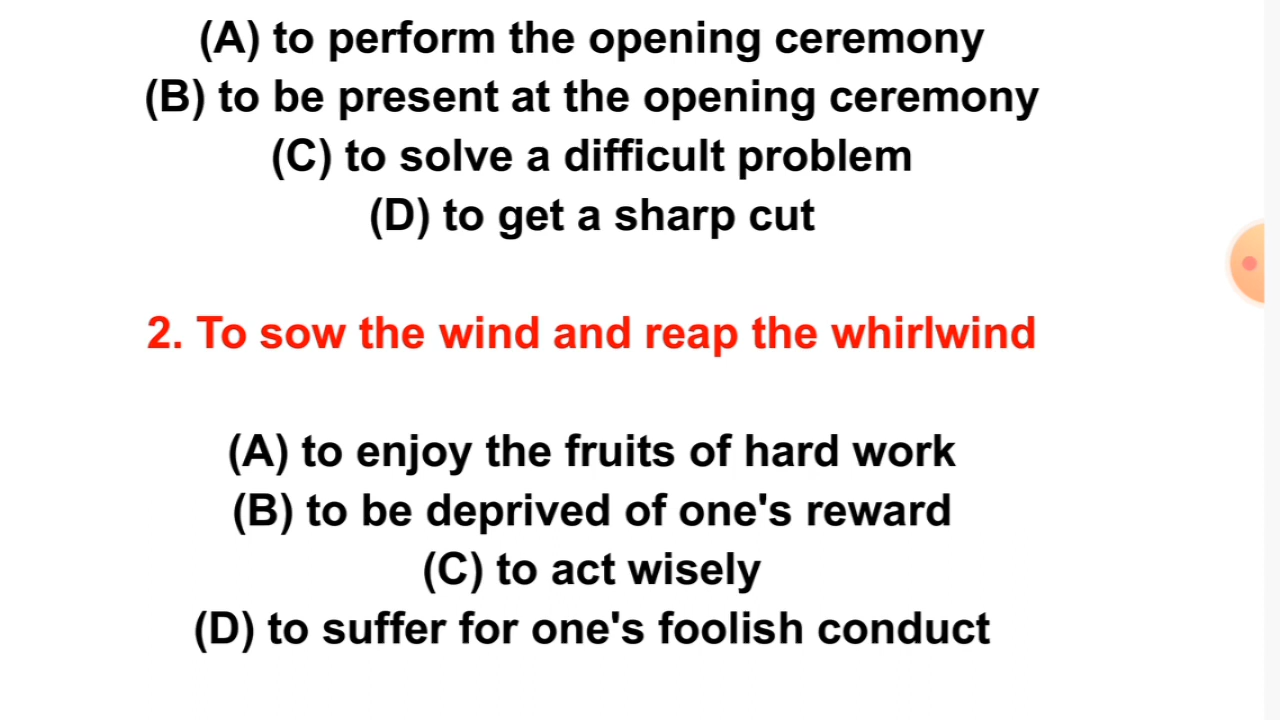 (A) to perform the opening ceremony
(B) to be present at the opening ceremony
(C) to solve a difficult problem
(D) to get a sharp cut
2. To sow the wind and reap the whirlwind
(A) to enjoy the fruits of hard work
(B) to be deprived of one's reward
(C) to act wisely
(D) to suffer for one's foolish conduct